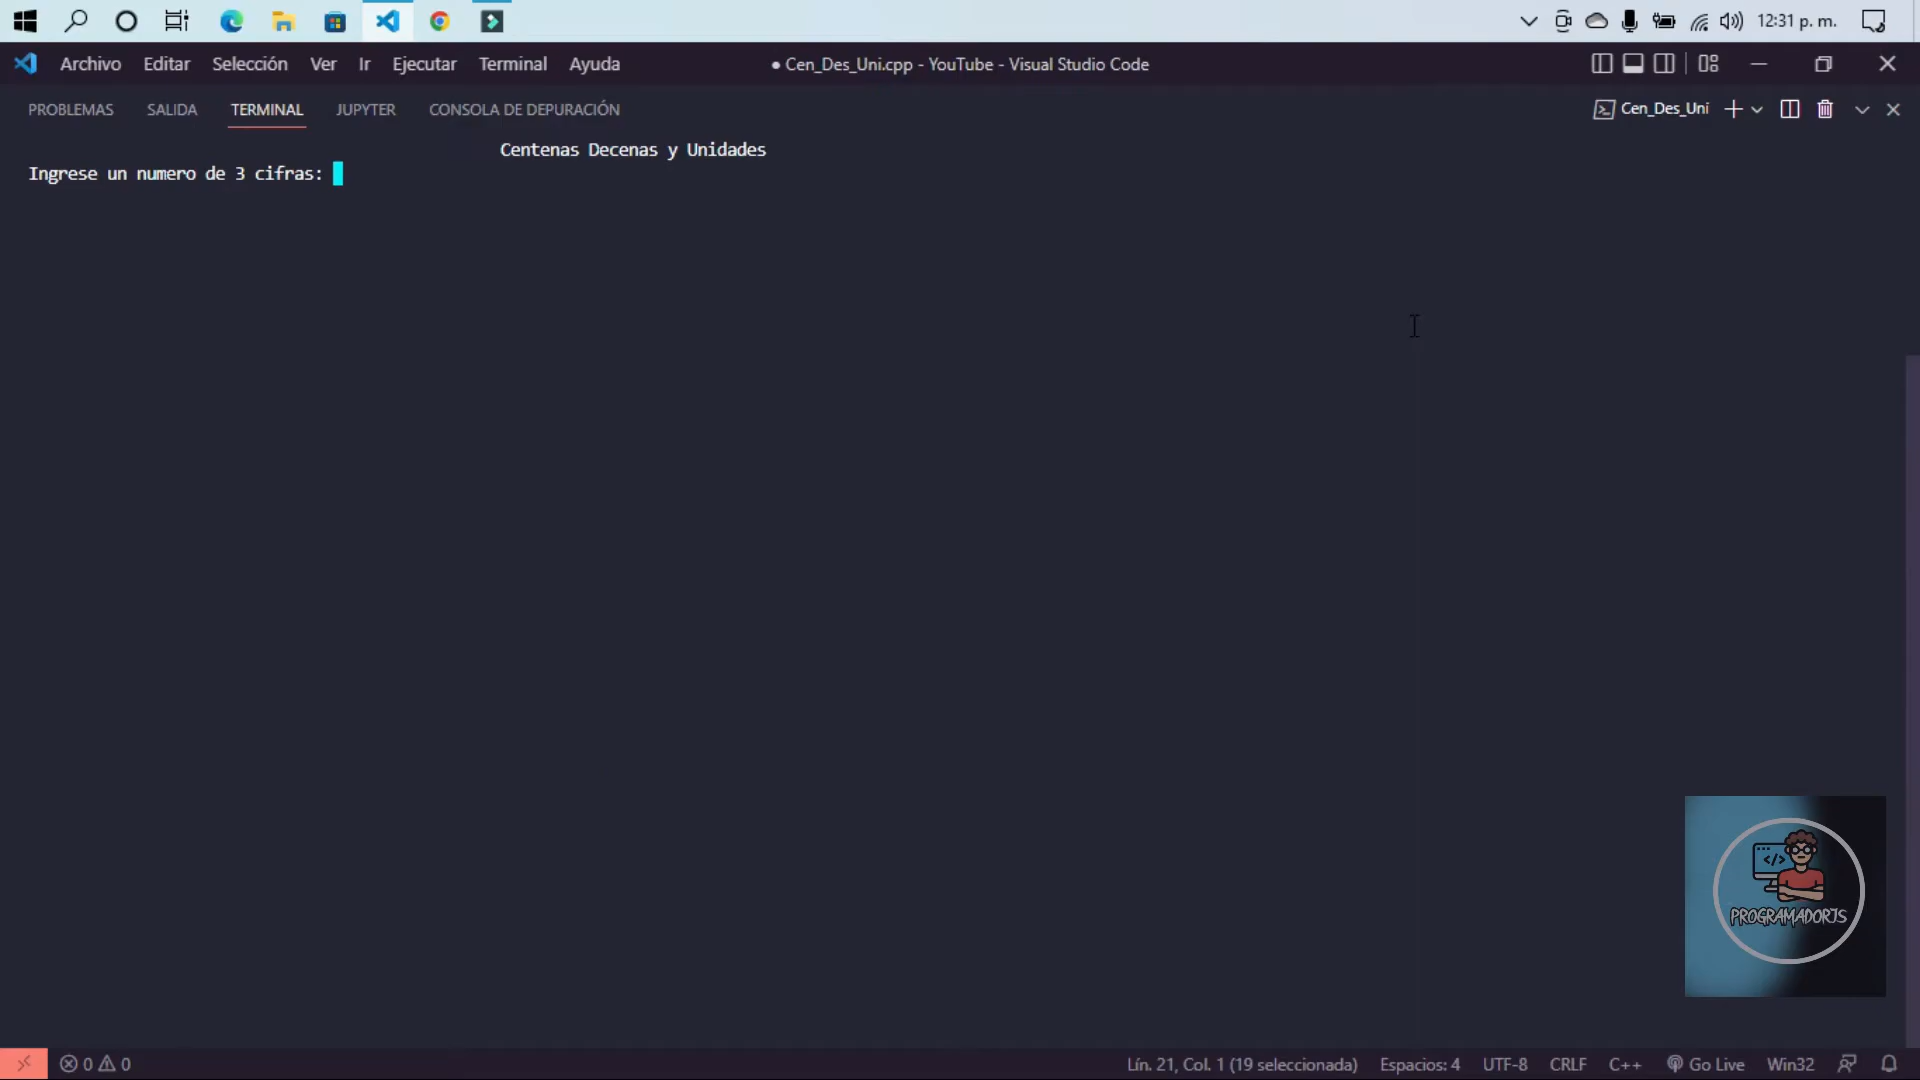 12:31 p. m.
Archivo Editar Selección Ver Ir Ejecutar Terminal Ayuda
● Cen_Des_Uni.cpp - YouTube - Visual Studio Code
PROBLEMAS SALIDA TERMINAL JUPYTER CONSOLA DE DEPURACIÓN
Cen_Des_Uni
Centenas Decenas y Unidades
Ingrese un numero de 3 cifras:
</>
PROGRAMADORJS
0 0
Lín. 21, Col. 1 (19 seleccionada) Espacios: 4 UTF-8 CRLF C++ Go Live Win32